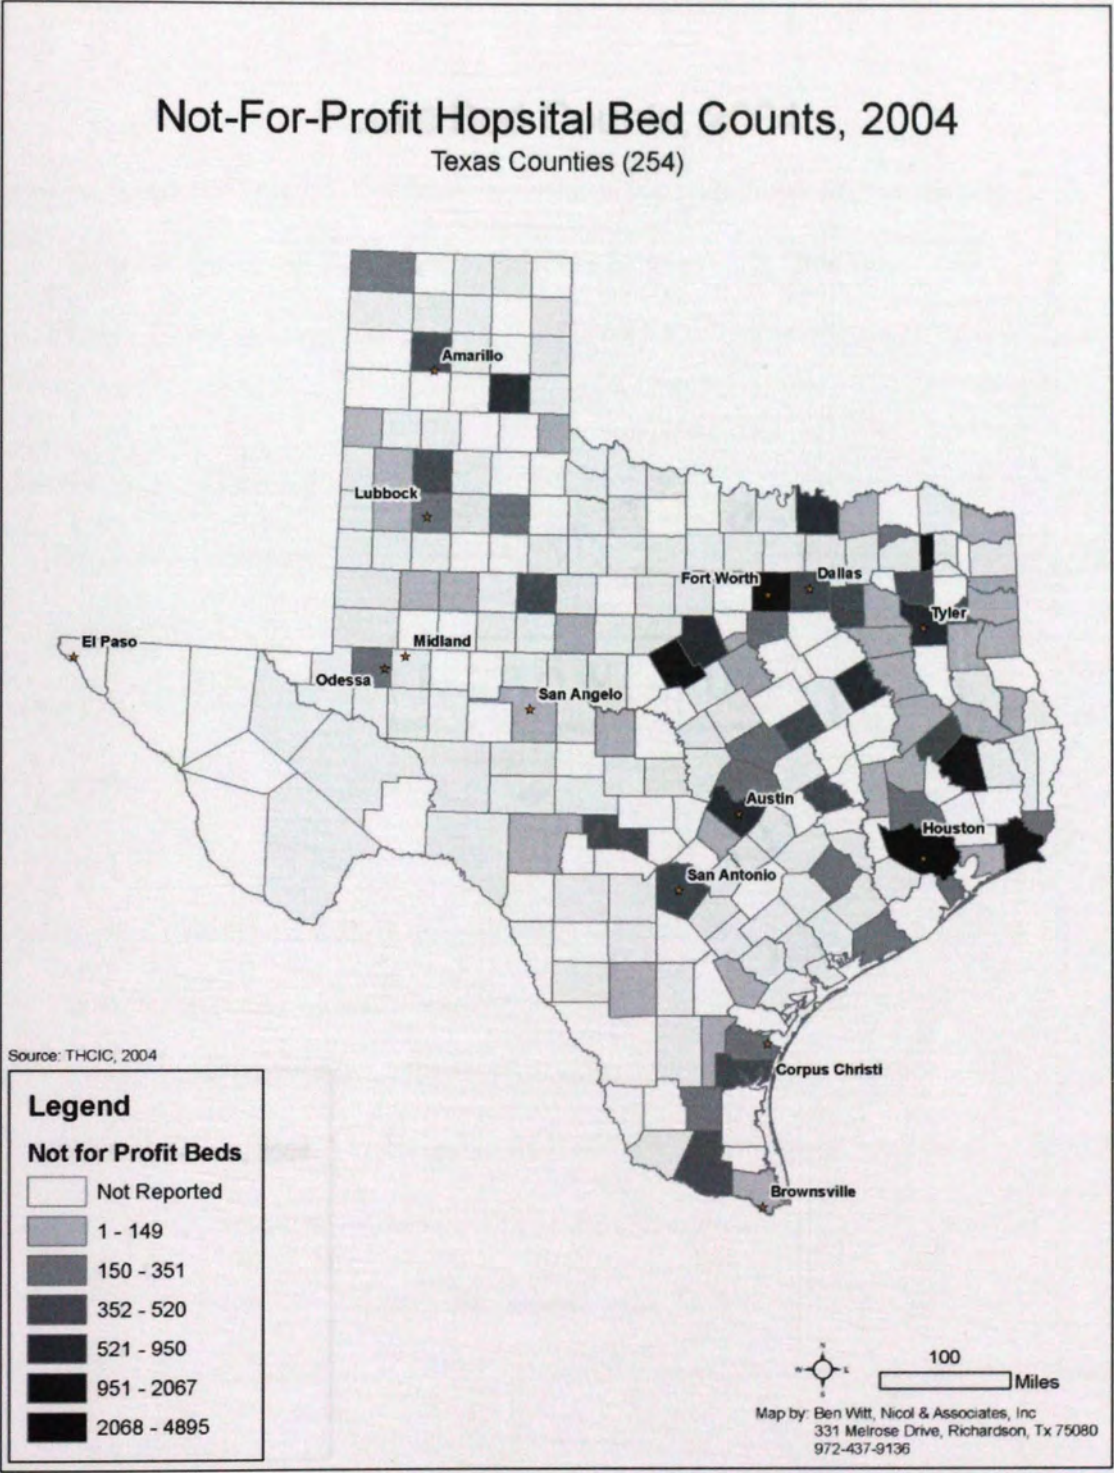 Not-For-Profit Hopsital Bed Counts, 2004
Texas Counties (254)
Amarillo
Lubbock
Fort Worth
Dallas
Tyler
El Paso
Midland
Odessa
San Angelo
Austin
Houston
San Antonio
Corpus Christi
Brownsville
Source: THCIC, 2004
Legend
Not for Profit Beds
Not Reported
1 - 149
150 - 351
352 - 520
521 - 950
951 - 2067
2068 - 4895
N
W
E
S
100
Miles
Map by: Ben Witt, Nicol & Associates, Inc
331 Melrose Drive, Richardson, Tx 75080
972-437-9136